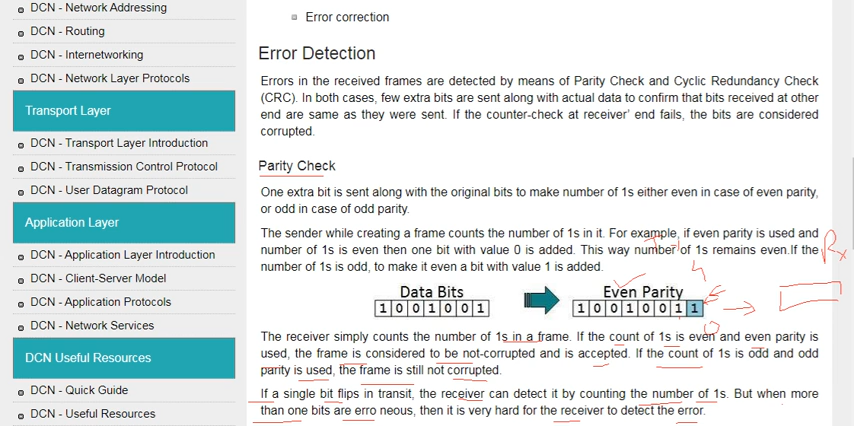 DCN - Network Addressing
DCN - Routing
DCN - Internetworking
DCN - Network Layer Protocols
Transport Layer
DCN - Transport Layer Introduction
DCN - Transmission Control Protocol
DCN - User Datagram Protocol
Application Layer
DCN - Application Layer Introduction
DCN - Client-Server Model
DCN - Application Protocols
DCN - Network Services
DCN Useful Resources
DCN - Quick Guide
DCN - Useful Resources
Error correction
Error Detection
Errors in the received frames are detected by means of Parity Check and Cyclic Redundancy Check
(CRC). In both cases, few extra bits are sent along with actual data to confirm that bits received at other
end are same as they were sent. If the counter-check at receiver' end fails, the bits are considered
corrupted.
Parity Check
One extra bit is sent along with the original bits to make number of 1s either even in case of even parity,
or odd in case of odd parity.
The sender while creating a frame counts the number of 1s in it. For example, if even parity is used and
number of 1s is even then one bit with value 0 is added. This way number of 1s remains even.If the
number of 1s is odd, to make it even a bit with value 1 is added.
Rx
4
Data Bits Even Parity
1 0 0 1 0 0 1 1 0 0 1 0 0 1 1
0
The receiver simply counts the number of 1s in a frame. If the count of 1s is even and even parity is
used, the frame is considered to be not-corrupted and is accepted. If the count of 1s is odd and odd
parity is used, the frame is still not corrupted.
If a single bit flips in transit, the receiver can detect it by counting the number of 1s. But when more
than one bits are erro neous, then it is very hard for the receiver to detect the error.